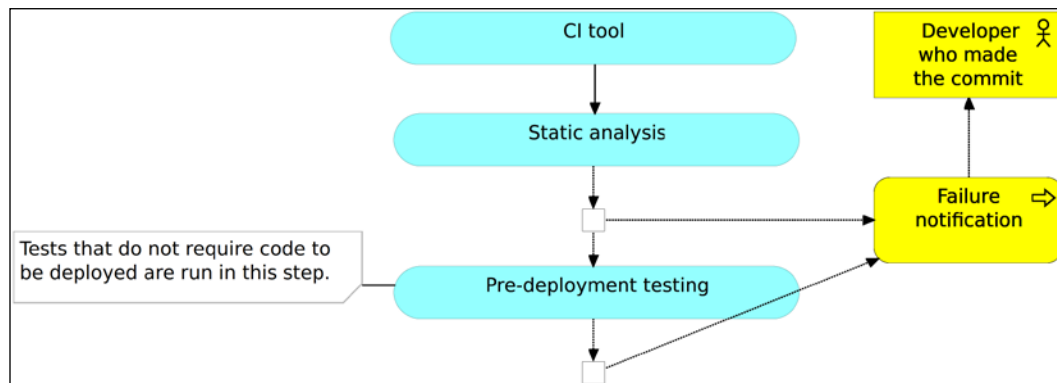 CI tool
Developer
who made
the commit
Static analysis
Failure
notification
Tests that do not require code to
be deployed are run in this step.
Pre-deployment testing